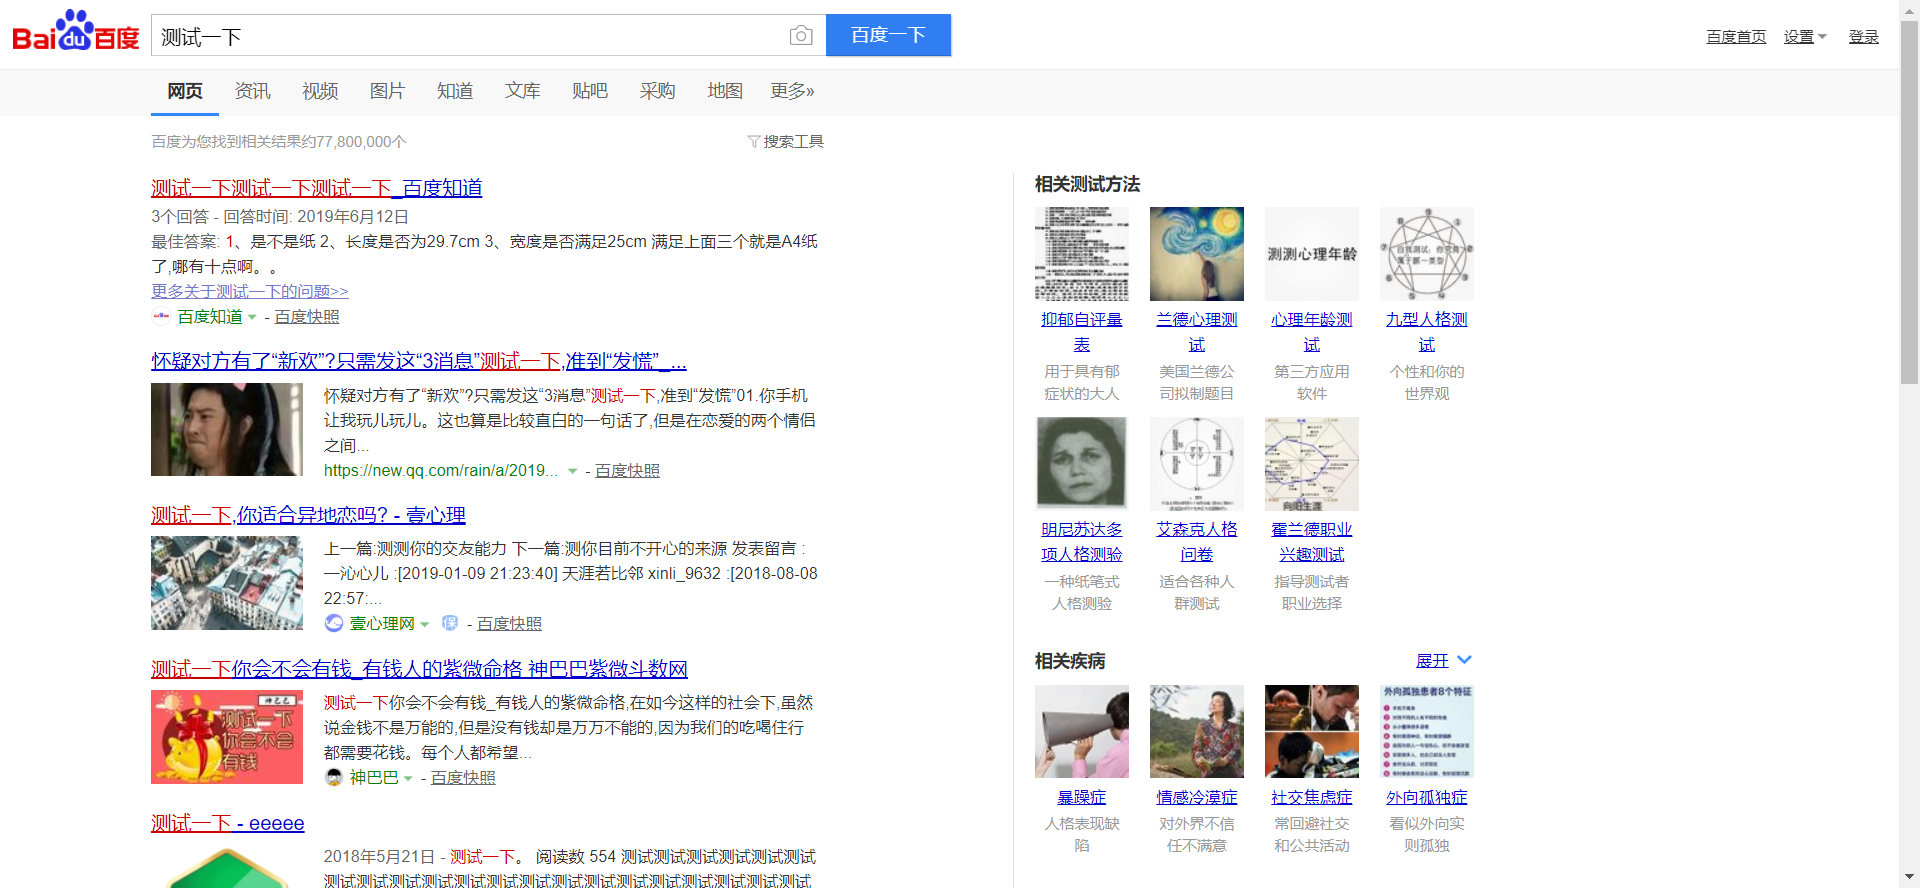 Baidu百度
测试一下
百度一下
百度首页 设置 登录
网页 资讯 视频 图片 知道 文库 贴吧 采购 地图 更多»
百度为您找到相关结果约77,800,000个
搜索工具
测试一下测试一下测试一下_百度知道
3个回答 - 回答时间: 2019年6月12日
最佳答案: 1、是不是纸 2、长度是否为29.7cm 3、宽度是否满足25cm 满足上面三个就是A4纸
了,哪有十点啊。。
更多关于测试一下的问题>>
百度知道 - 百度快照
怀疑对方有了“新欢”?只需发这“3消息”测试一下,准到“发慌”_...
怀疑对方有了“新欢”?只需发这“3消息”测试一下,准到“发慌”01.你手机
让我玩儿玩儿。这也算是比较直白的一句话了,但是在恋爱的两个情侣
之间...
https://new.qq.com/rain/a/2019... - 百度快照
测试一下,你适合异地恋吗? - 壹心理
上一篇:测测你的交友能力 下一篇:测你目前不开心的来源 发表留言 :
一沁心儿 :[2019-01-09 21:23:40] 天涯若比邻 xinli_9632 :[2018-08-08
22:57:...
壹心理网 保 - 百度快照
测试一下你会不会有钱_有钱人的紫微命格 神巴巴紫微斗数网
测试一下
你会不会
有钱
测试一下你会不会有钱_有钱人的紫微命格,在如今这样的社会下,虽然
说金钱不是万能的,但是没有钱却是万万不能的,因为我们的吃喝住行
都需要花钱。每个人都希望...
神巴巴 - 百度快照
测试一下 - eeeee
2018年5月21日 - 测试一下。 阅读数 554 测试测试测试测试测试测试
测试测试测试测试测试测试测试测试测试测试测试测试测试测试测试
相关测试方法
测测心理年龄
抑郁自评量
表
用于具有郁
症状的大人
兰德心理测
试
美国兰德公
司拟制题目
心理年龄测
试
第三方应用
软件
九型人格测
试
个性和你的
世界观
向阳生涯
明尼苏达多
项人格测验
一种纸笔式
人格测验
艾森克人格
问卷
适合各种人
群测试
霍兰德职业
兴趣测试
指导测试者
职业选择
相关疾病
展开
外向孤独患者8个特征
暴躁症
人格表现缺
陷
情感冷漠症
对外界不信
任不满意
社交焦虑症
常回避社交
和公共活动
外向孤独症
看似外向实
则孤独